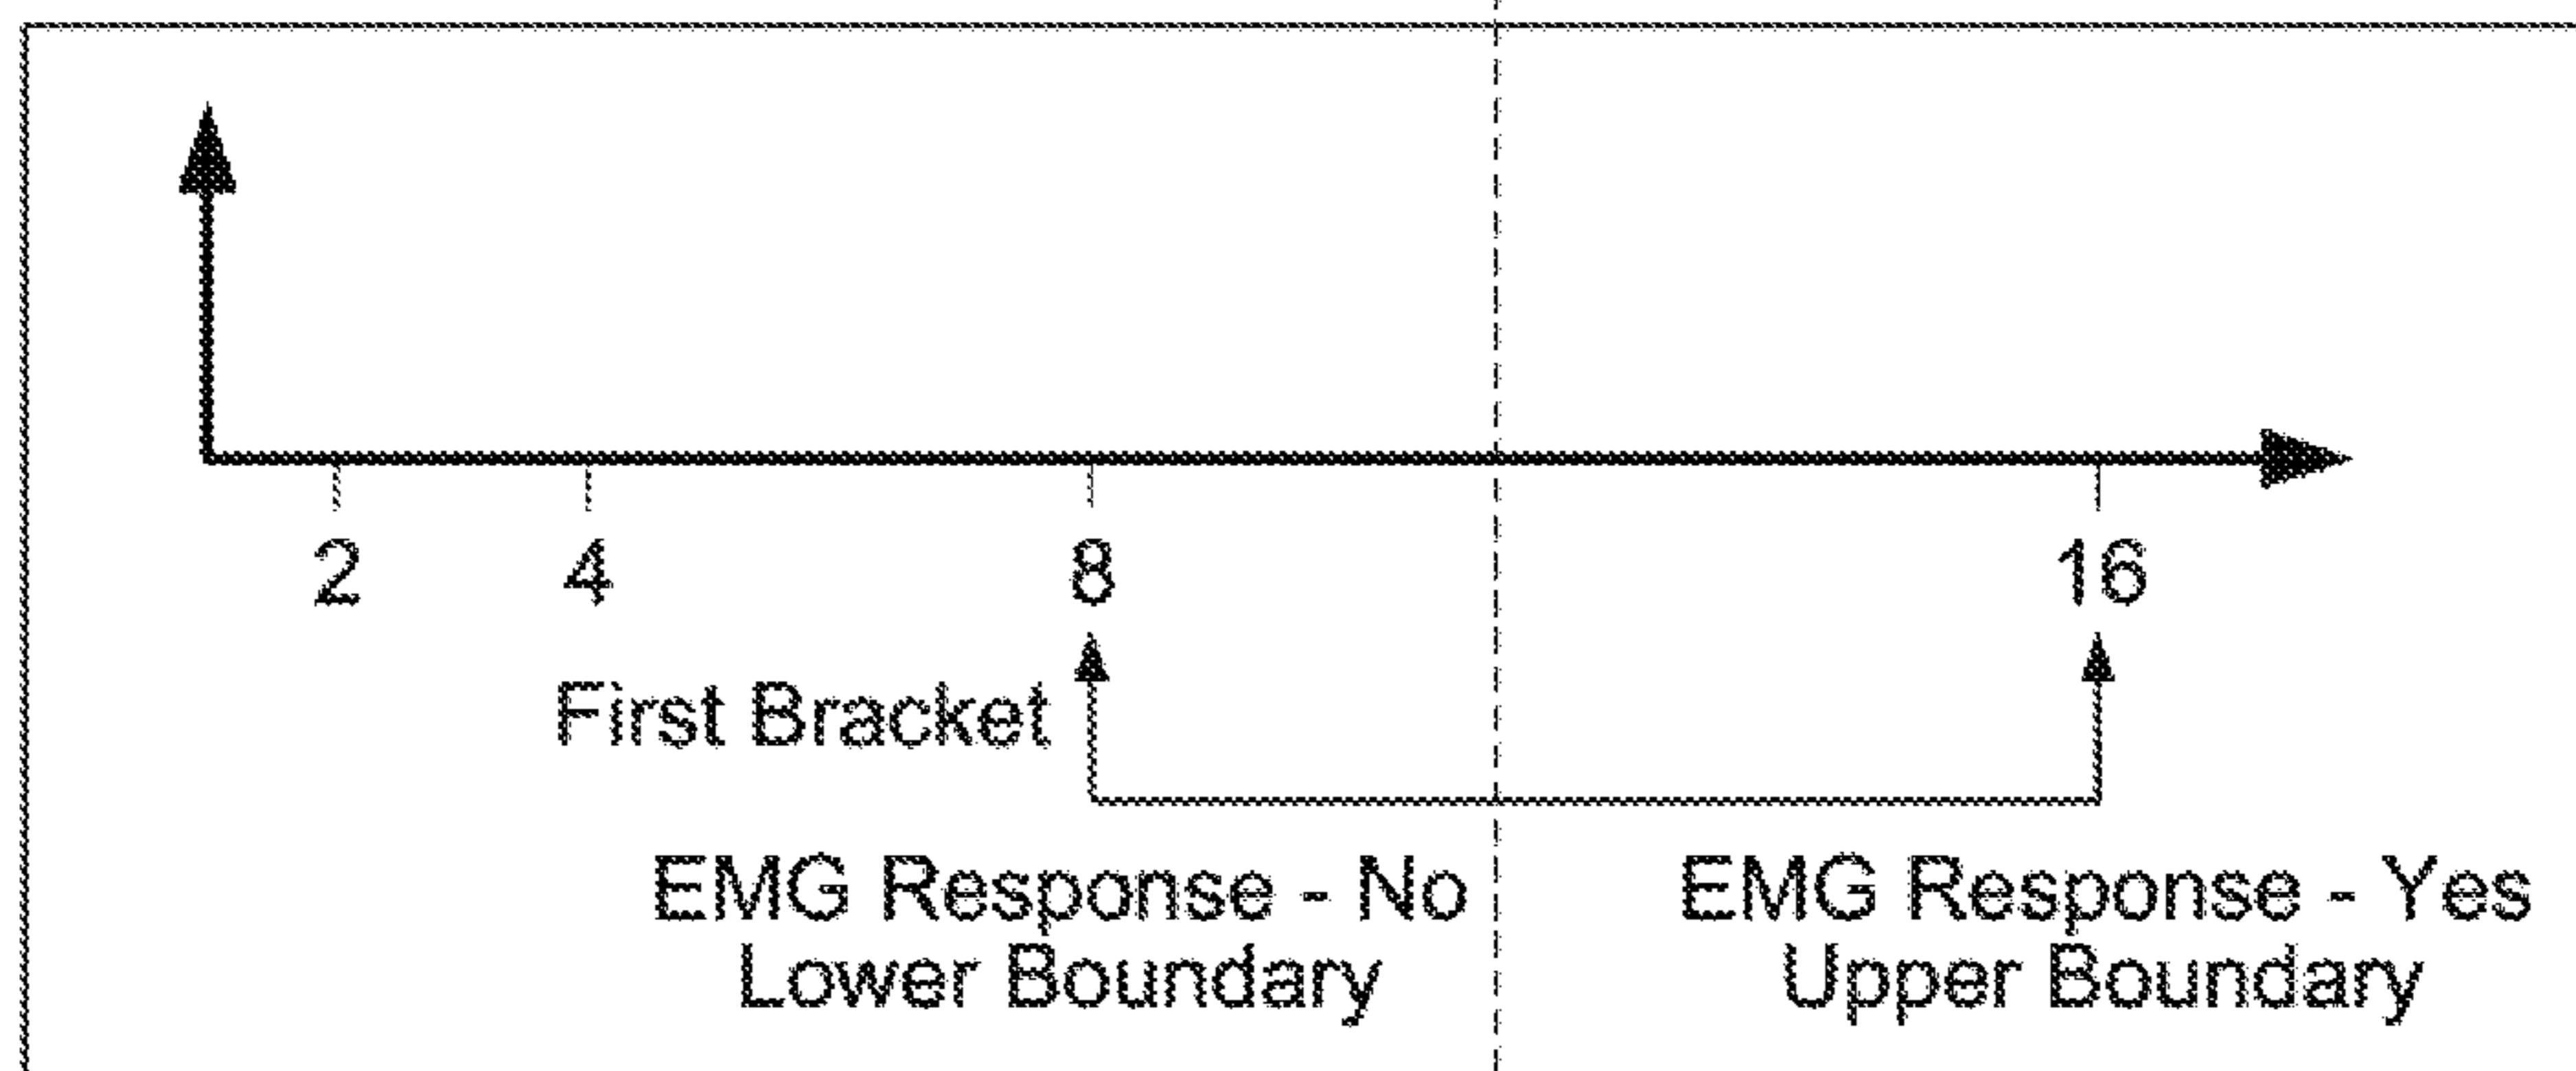 2 4 8 16
First Bracket
EMG Response - No EMG Response - Yes
Lower Boundary Upper Boundary